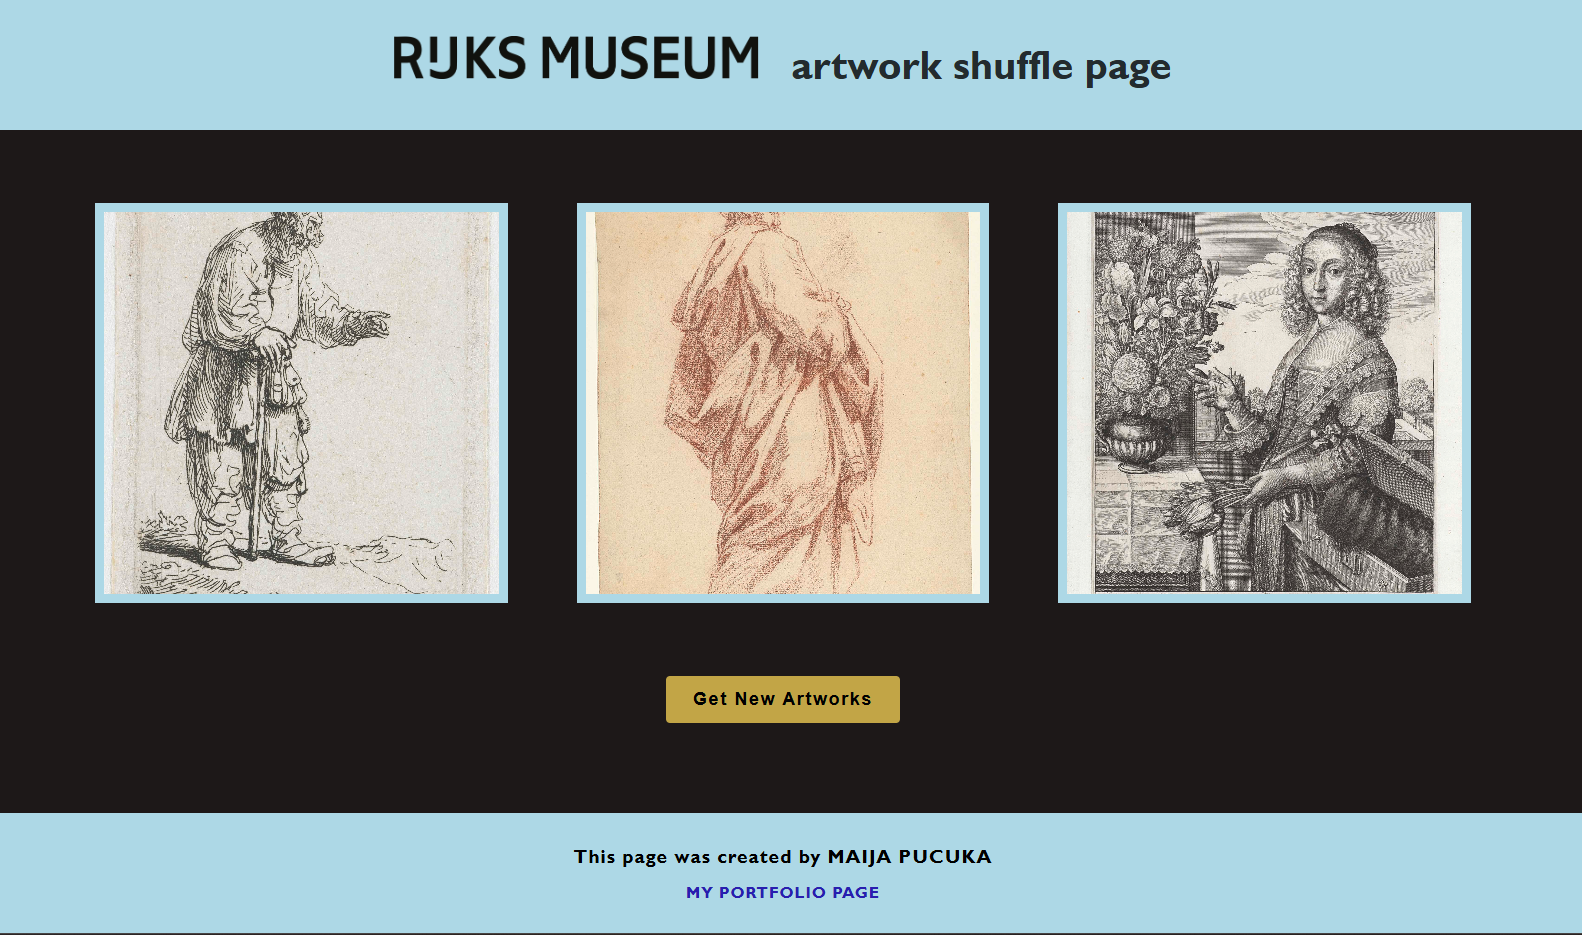 RIJKS MUSEUM artwork shuffle page
Get New Artworks
This page was created by MAIJA PUCUKA
MY PORTFOLIO PAGE